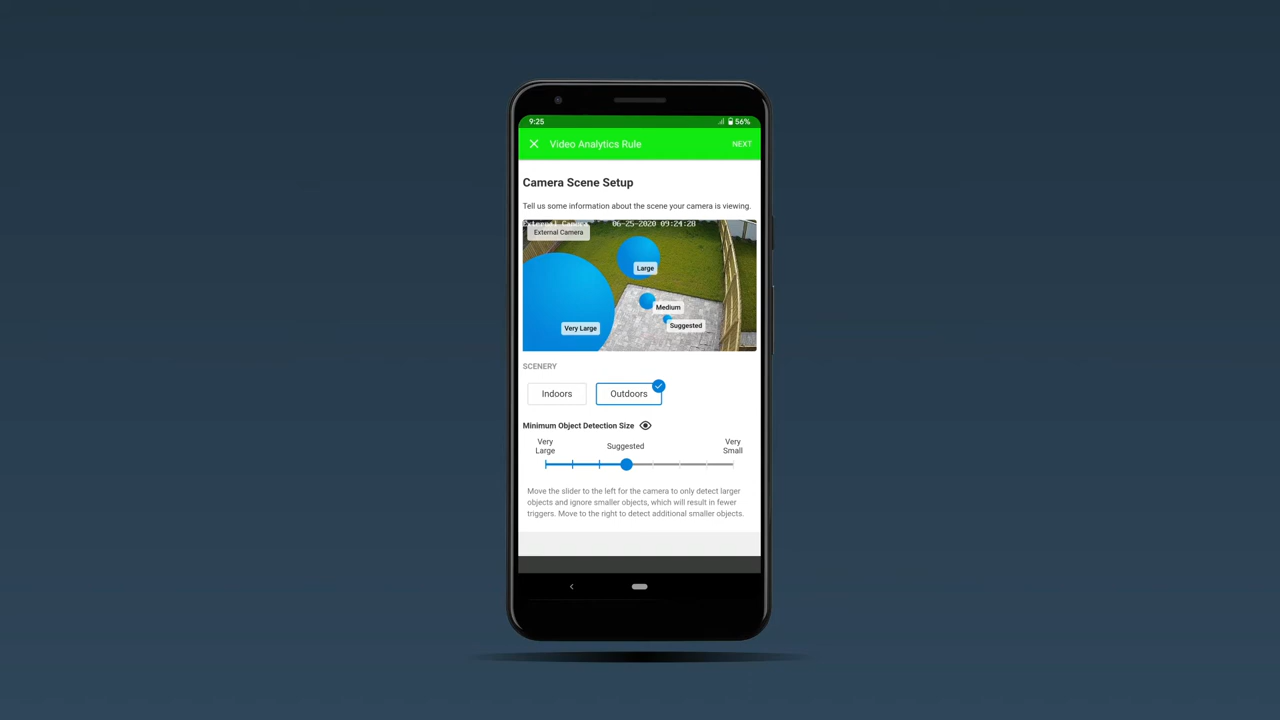 9:25
56%
Video Analytics Rule
NEXT
Camera Scene Setup
Tell us some information about the scene your camera is viewing.
External Camera 06-25-2020 09:24:28
External Camera
Large
Medium
Suggested
Very Large
SCENERY
Indoors
Outdoors
Minimum Object Detection Size
Very
Large
Suggested
Very
Small
Move the slider to the left for the camera to only detect larger
objects and ignore smaller objects, which will result in fewer
triggers. Move to the right to detect additional smaller objects.